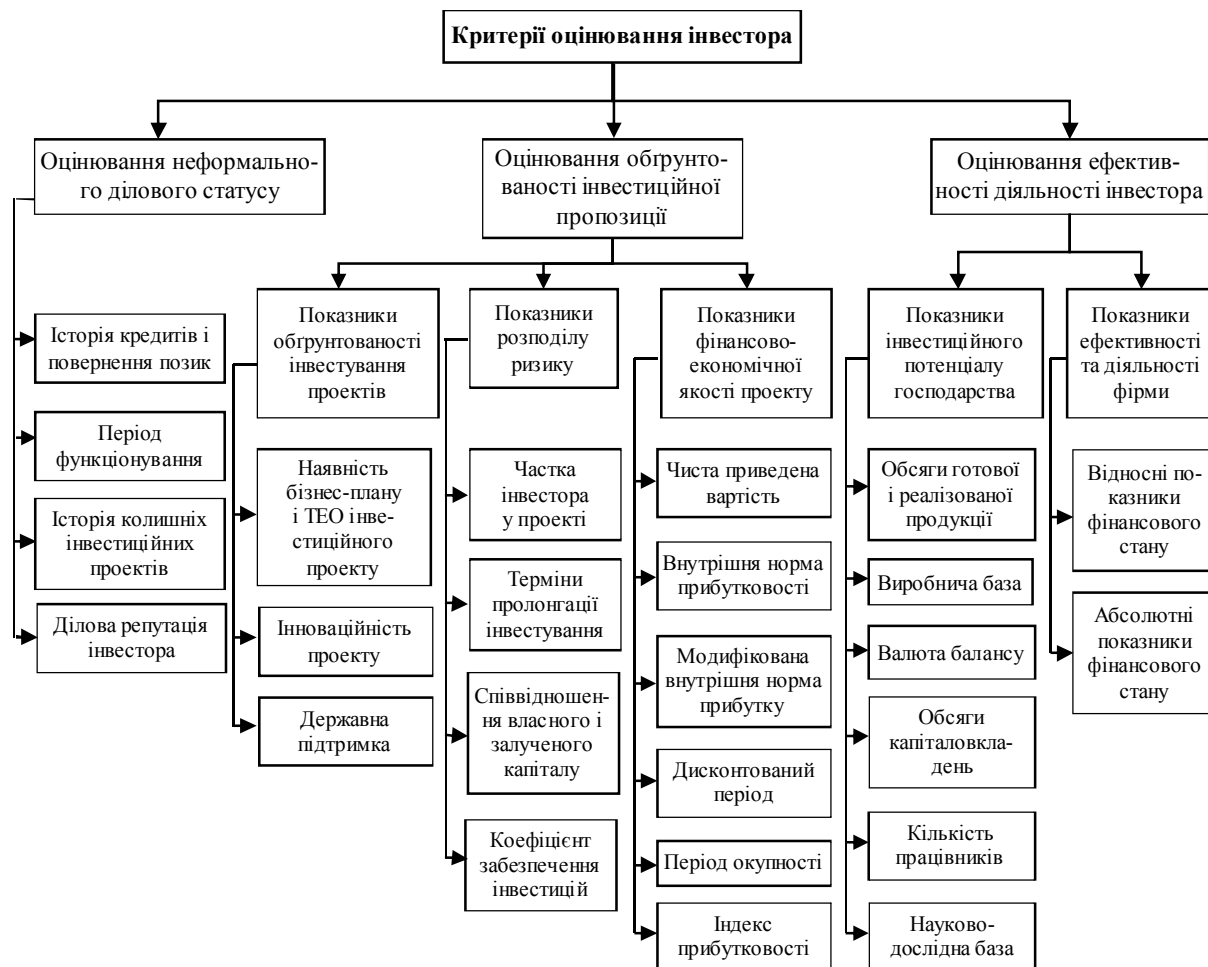 Критерії оцінювання інвестора
Оцінювання неформально-
го ділового статусу
Оцінювання обґрунто-
ваності інвестиційної
пропозиції
Оцінювання ефектив-
ності діяльності інвестора
Історія кредитів і
повернення позик
Період
функціонування
Історія колишніх
інвестиційних
проектів
Ділова репутація
інвестора
Показники
обґрунтованості
інвестування
проектів
Наявність
бізнес-плану
і ТЕО інве-
стиційного
проекту
Інноваційність
проекту
Державна
підтримка
Показники
розподілу
ризику
Частка
інвестора
у проекті
Терміни
пролонгації
інвестування
Співвідношен-
ня власного і
залученого
капіталу
Коефіцієнт
забезпечення
інвестицій
Показники
фінансово-
економічної
якості проекту
Чиста приведена
вартість
Внутрішня норма
прибутковості
Модифікована
внутрішня норма
прибутку
Дисконтований
період
Період окупності
Індекс
прибутковості
Показники
інвестиційного
потенціалу
господарства
Обсяги готової
і реалізованої
продукції
Виробнича база
Валюта балансу
Обсяги
капіталовкла-
день
Кількість
працівників
Науково-
дослідна база
Показники
ефективності
та діяльності
фірми
Відносні по-
казники
фінансового
стану
Абсолютні
показники
фінансового
стану